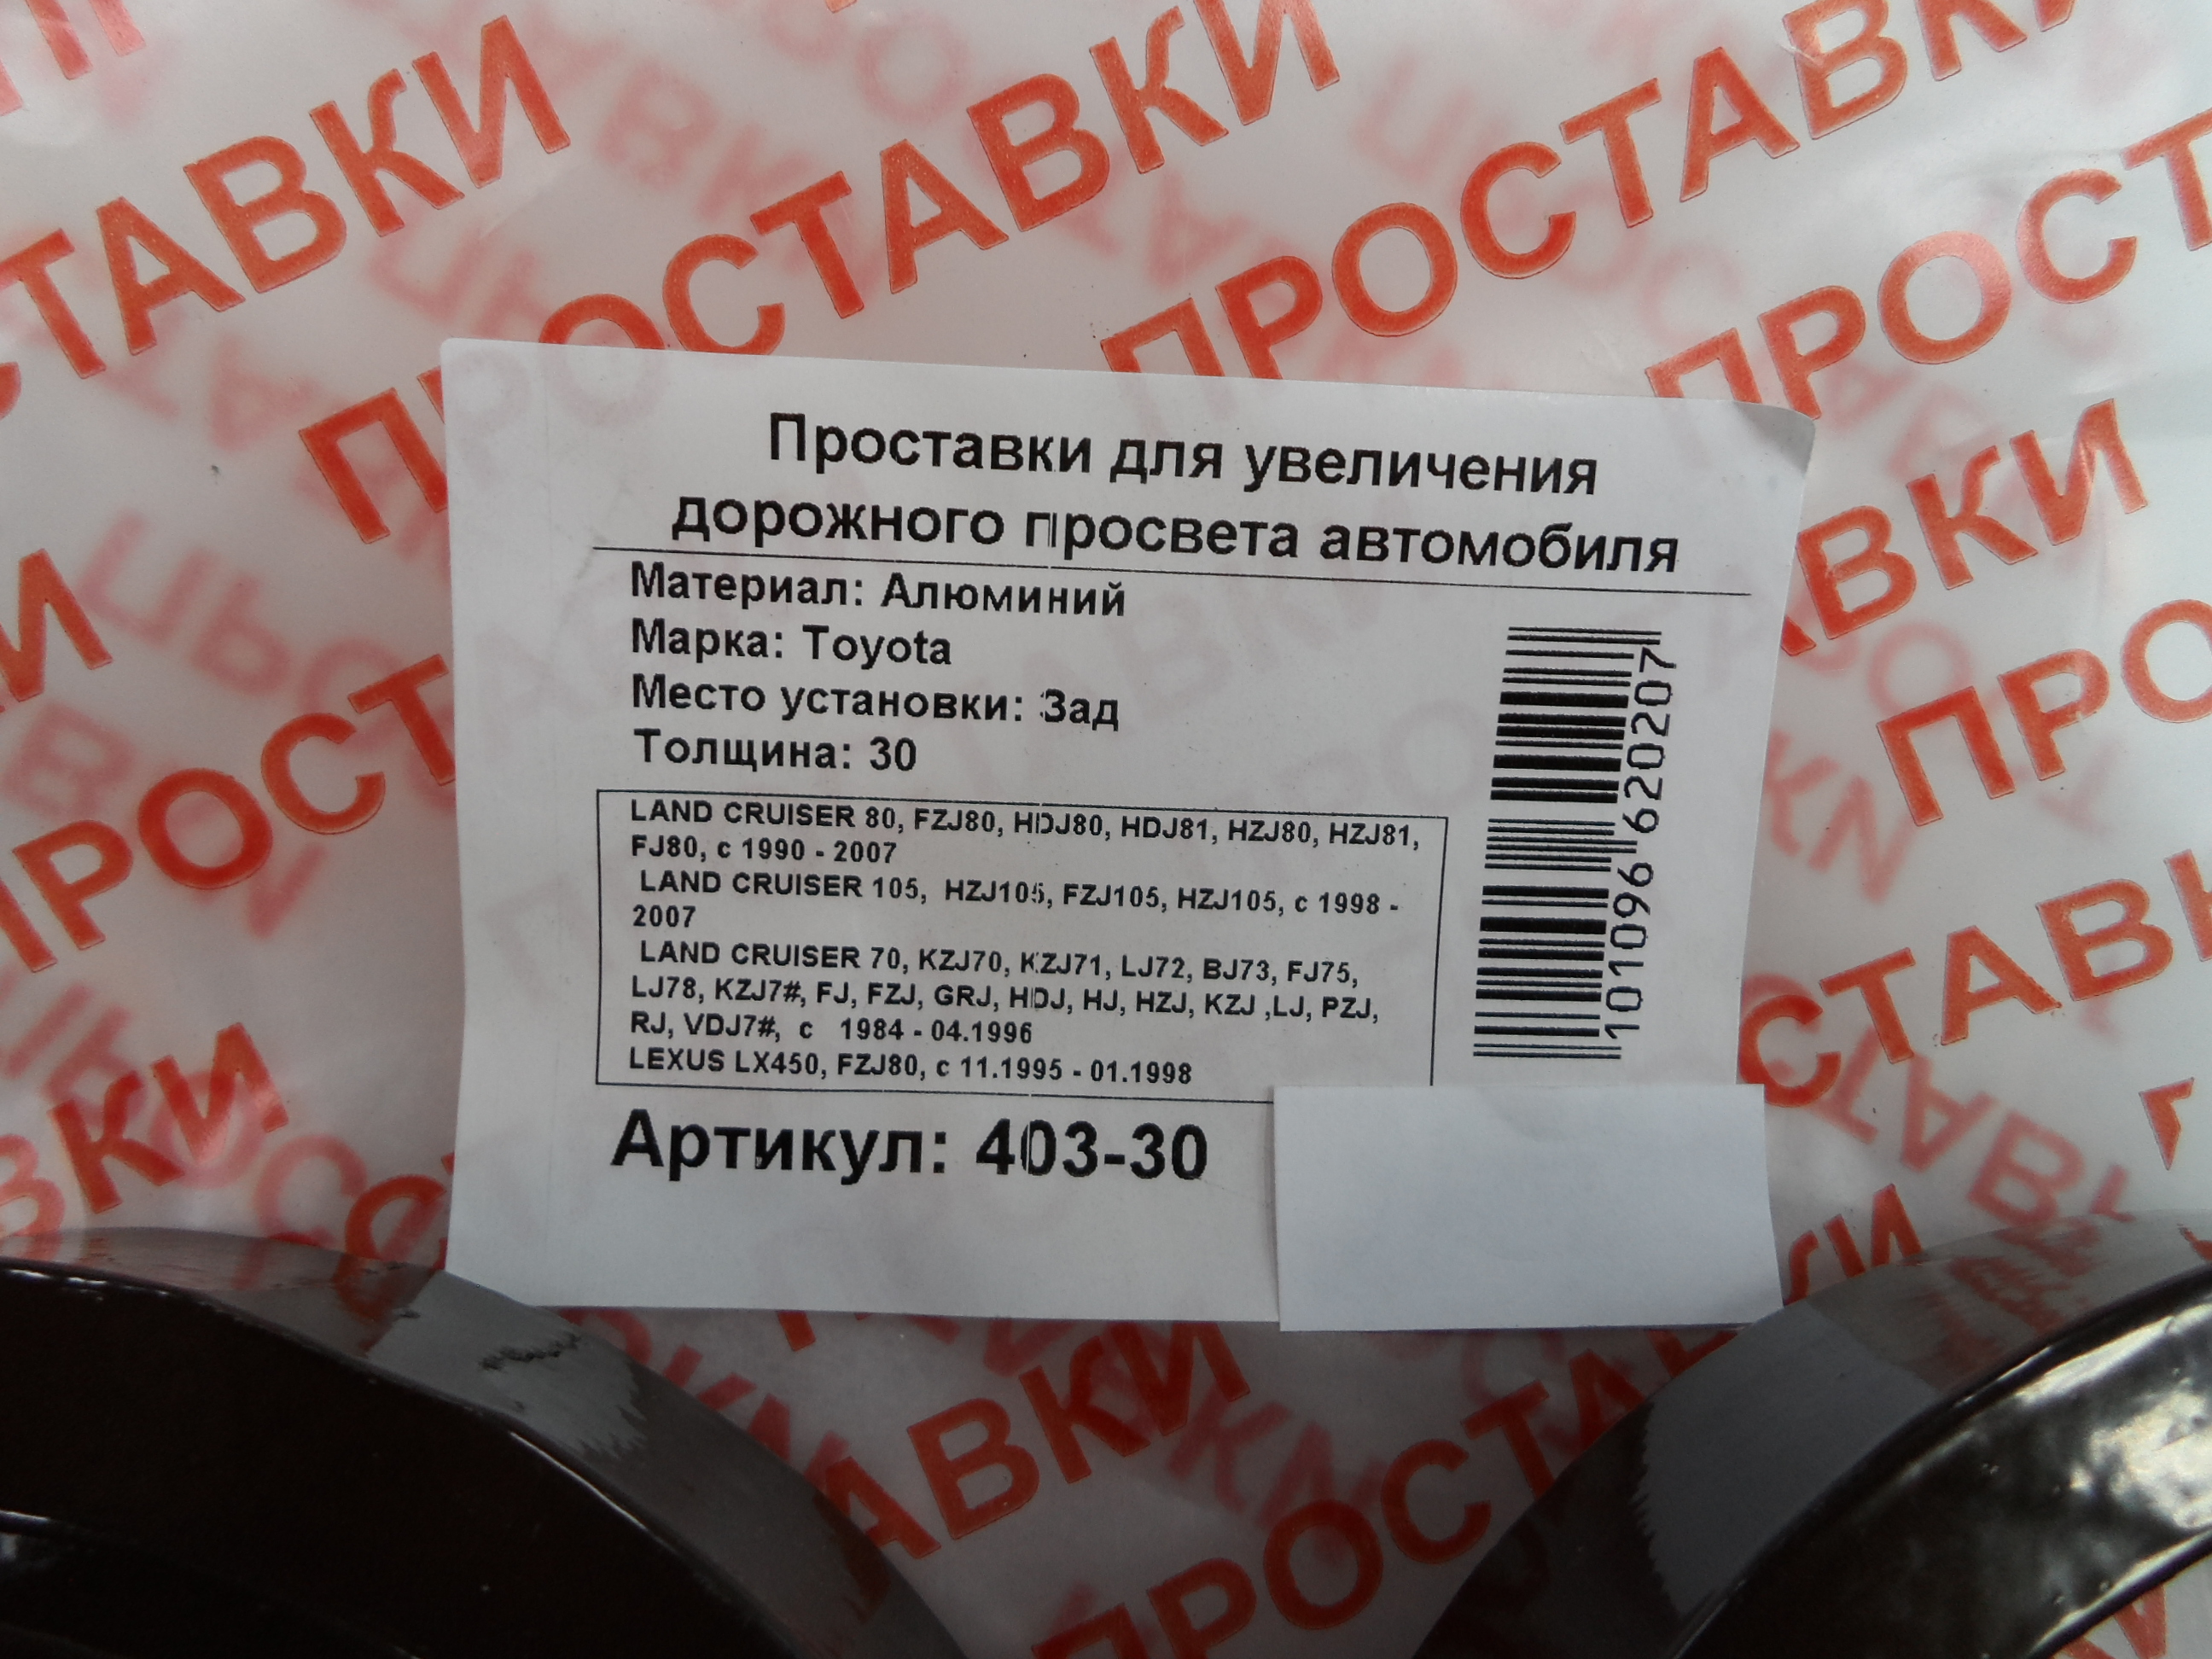 ПРОСТАВКИ
ПРОСТАВКИ
Проставки для увеличения
дорожного просвета автомобиля
Материал: Алюминий
Марка: Toyota
Место установки: Зад
Толщина: 30
LAND CRUISER 80, FZJ80, HDJ80, HDJ81, HZJ80, HZJ81,
FJ80, с 1990 - 2007
LAND CRUISER 105, HZJ105, FZJ105, HZJ105, с 1998 -
2007
LAND CRUISER 70, KZJ70, KZJ71, LJ72, BJ73, FJ75,
LJ78, KZJ7#, FJ, FZJ, GRJ, HDJ, HJ, HZJ, KZJ ,LJ, PZJ,
RJ, VDJ7#, с 1984 - 04.1996
LEXUS LX450, FZJ80, с 11.1995 - 01.1998
Артикул: 403-30
101096 620207